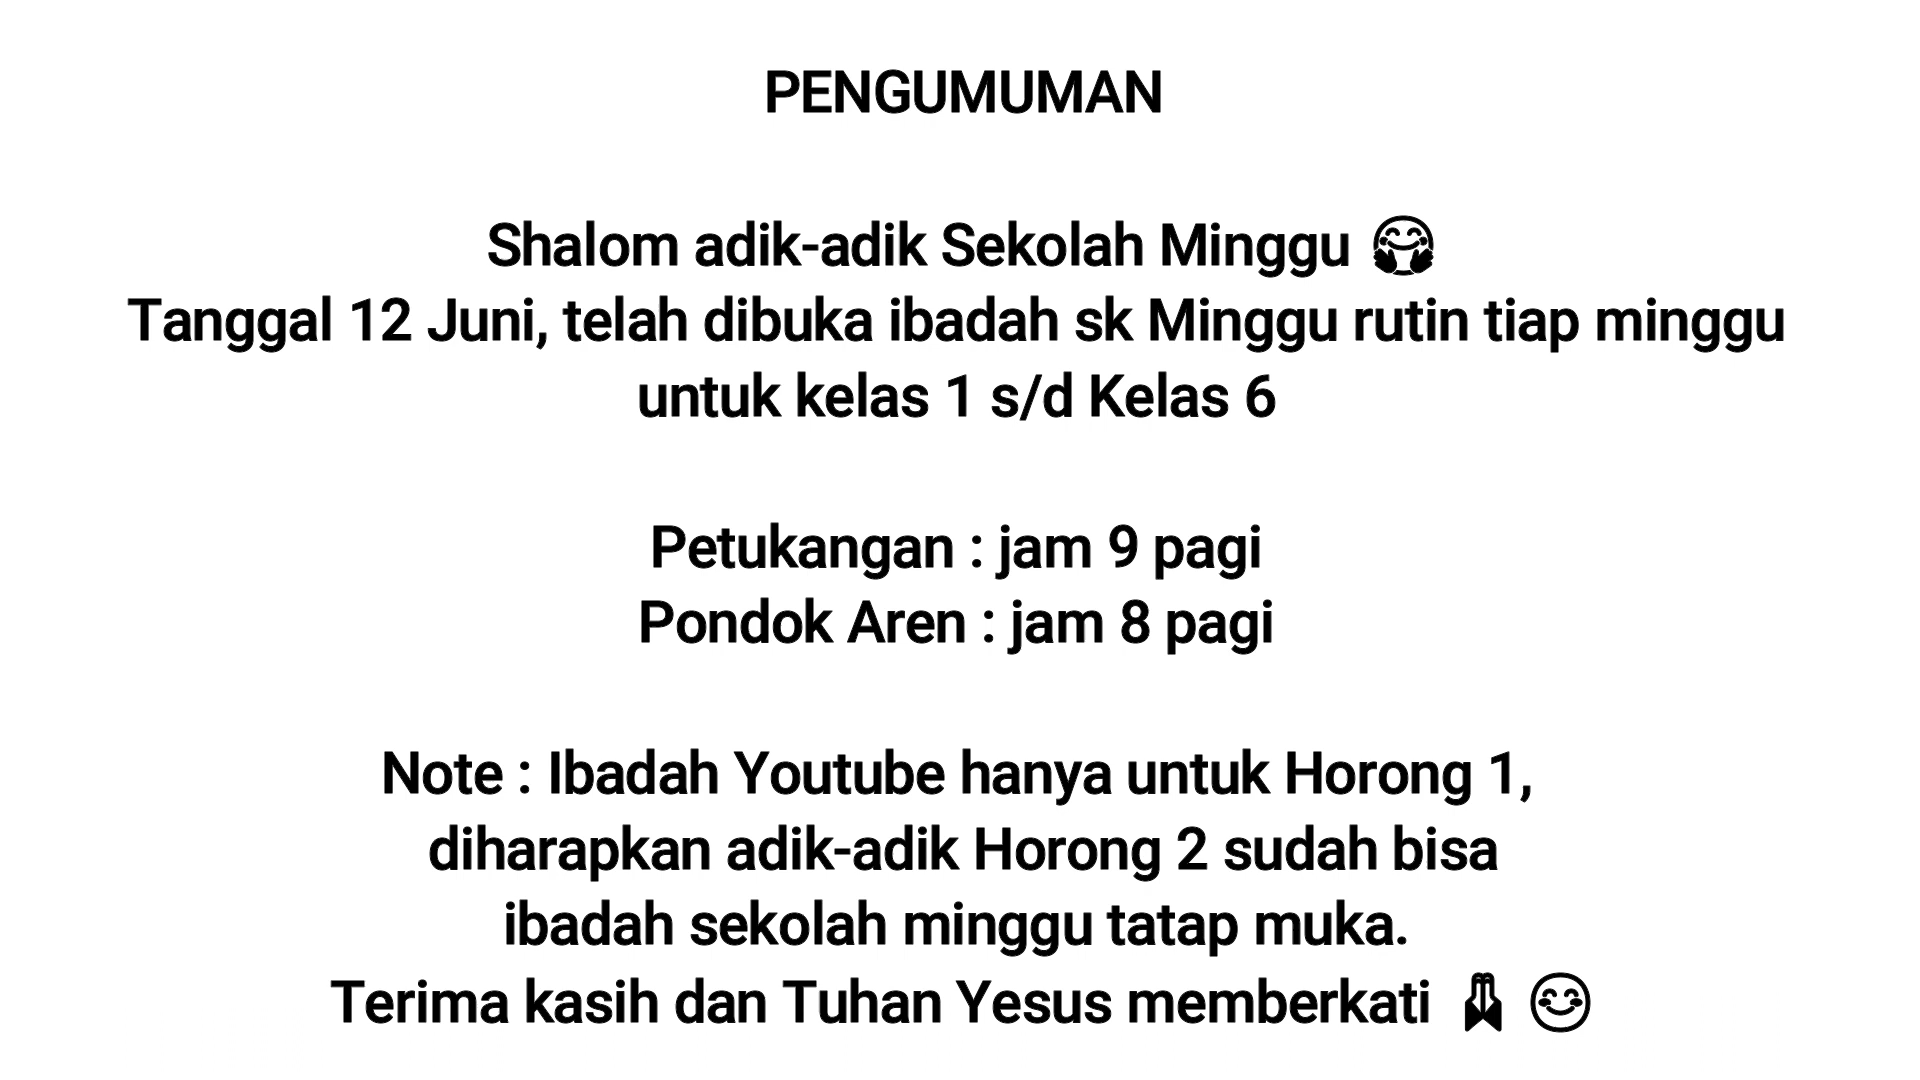 PENGUMUMAN
Shalom adik-adik Sekolah Minggu 🤗
Tanggal 12 Juni, telah dibuka ibadah sk Minggu rutin tiap minggu
untuk kelas 1 s/d Kelas 6
Petukangan : jam 9 pagi
Pondok Aren : jam 8 pagi
Note : Ibadah Youtube hanya untuk Horong 1,
diharapkan adik-adik Horong 2 sudah bisa
ibadah sekolah minggu tatap muka.
Terima kasih dan Tuhan Yesus memberkati 🙏 😊